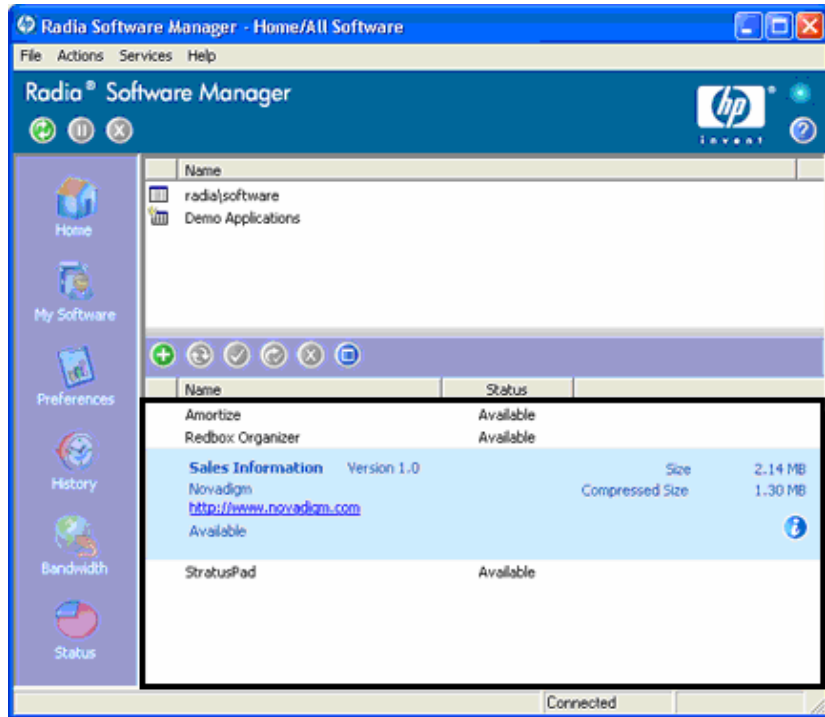 Radia Software Manager - Home/All Software
File Actions Services Help
Radia® Software Manager
hp
invent
Name
radia\software
Demo Applications
Home
My Software
Preferences
History
Bandwidth
Status
Name Status
Amortize Available
Redbox Organizer Available
Sales Information Version 1.0 Size 2.14 MB
Novadigm Compressed Size 1.30 MB
http://www.novadigm.com
Available
StratusPad Available
Connected